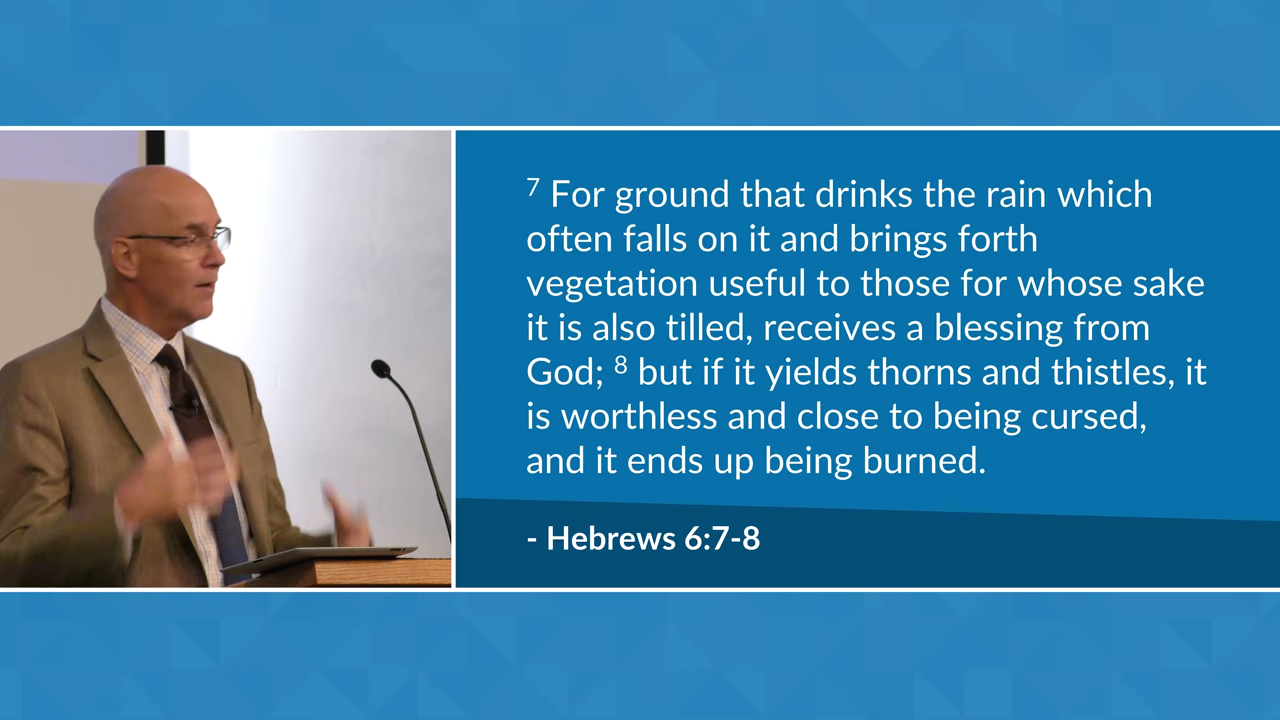 7 For ground that drinks the rain which
often falls on it and brings forth
vegetation useful to those for whose sake
it is also tilled, receives a blessing from
God; 8 but if it yields thorns and thistles, it
is worthless and close to being cursed,
and it ends up being burned.
- Hebrews 6:7-8